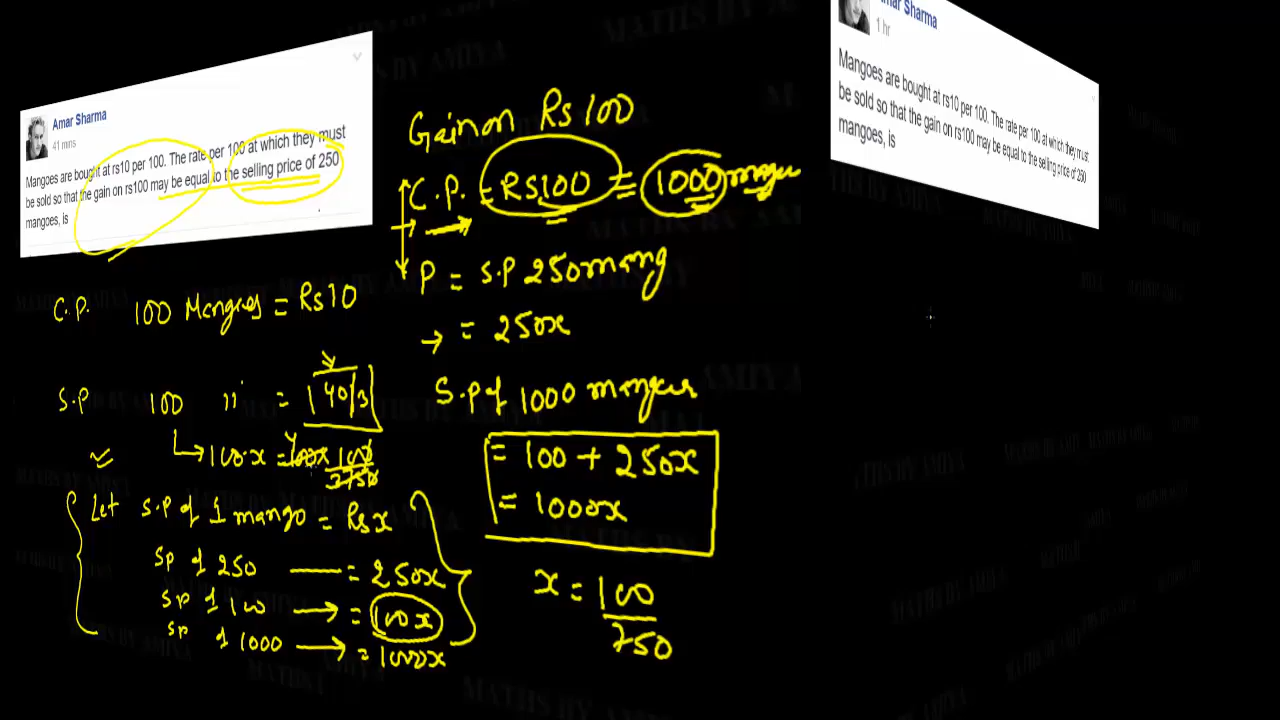 Amar Sharma
41 mins
Mangoes are bought at rs10 per 100. The rate per 100 at which they must
be sold so that the gain on rs100 may be equal to the selling price of 250
mangoes, is
Amar Sharma
1 hr
Mangoes are bought at rs10 per 100. The rate per 100 at which they must
be sold so that the gain on rs100 may be equal to the selling price of 250
mangoes, is
C.P. 100 Mangoes = Rs10
S.P 100 " = 140/3
100x =
Let S.P of 1 mango = Rs x
SP of 250 = 250x
SP of 100 → = 100x
SP of 1000 → = 1000x
Gain on Rs 100
C.P. = Rs100 = 1000
P = S.P 250 mang
→ = 250x
S.P of 1000
= 100 + 250x
= 1000x
x = 100
750
MATHS BY AMIYA